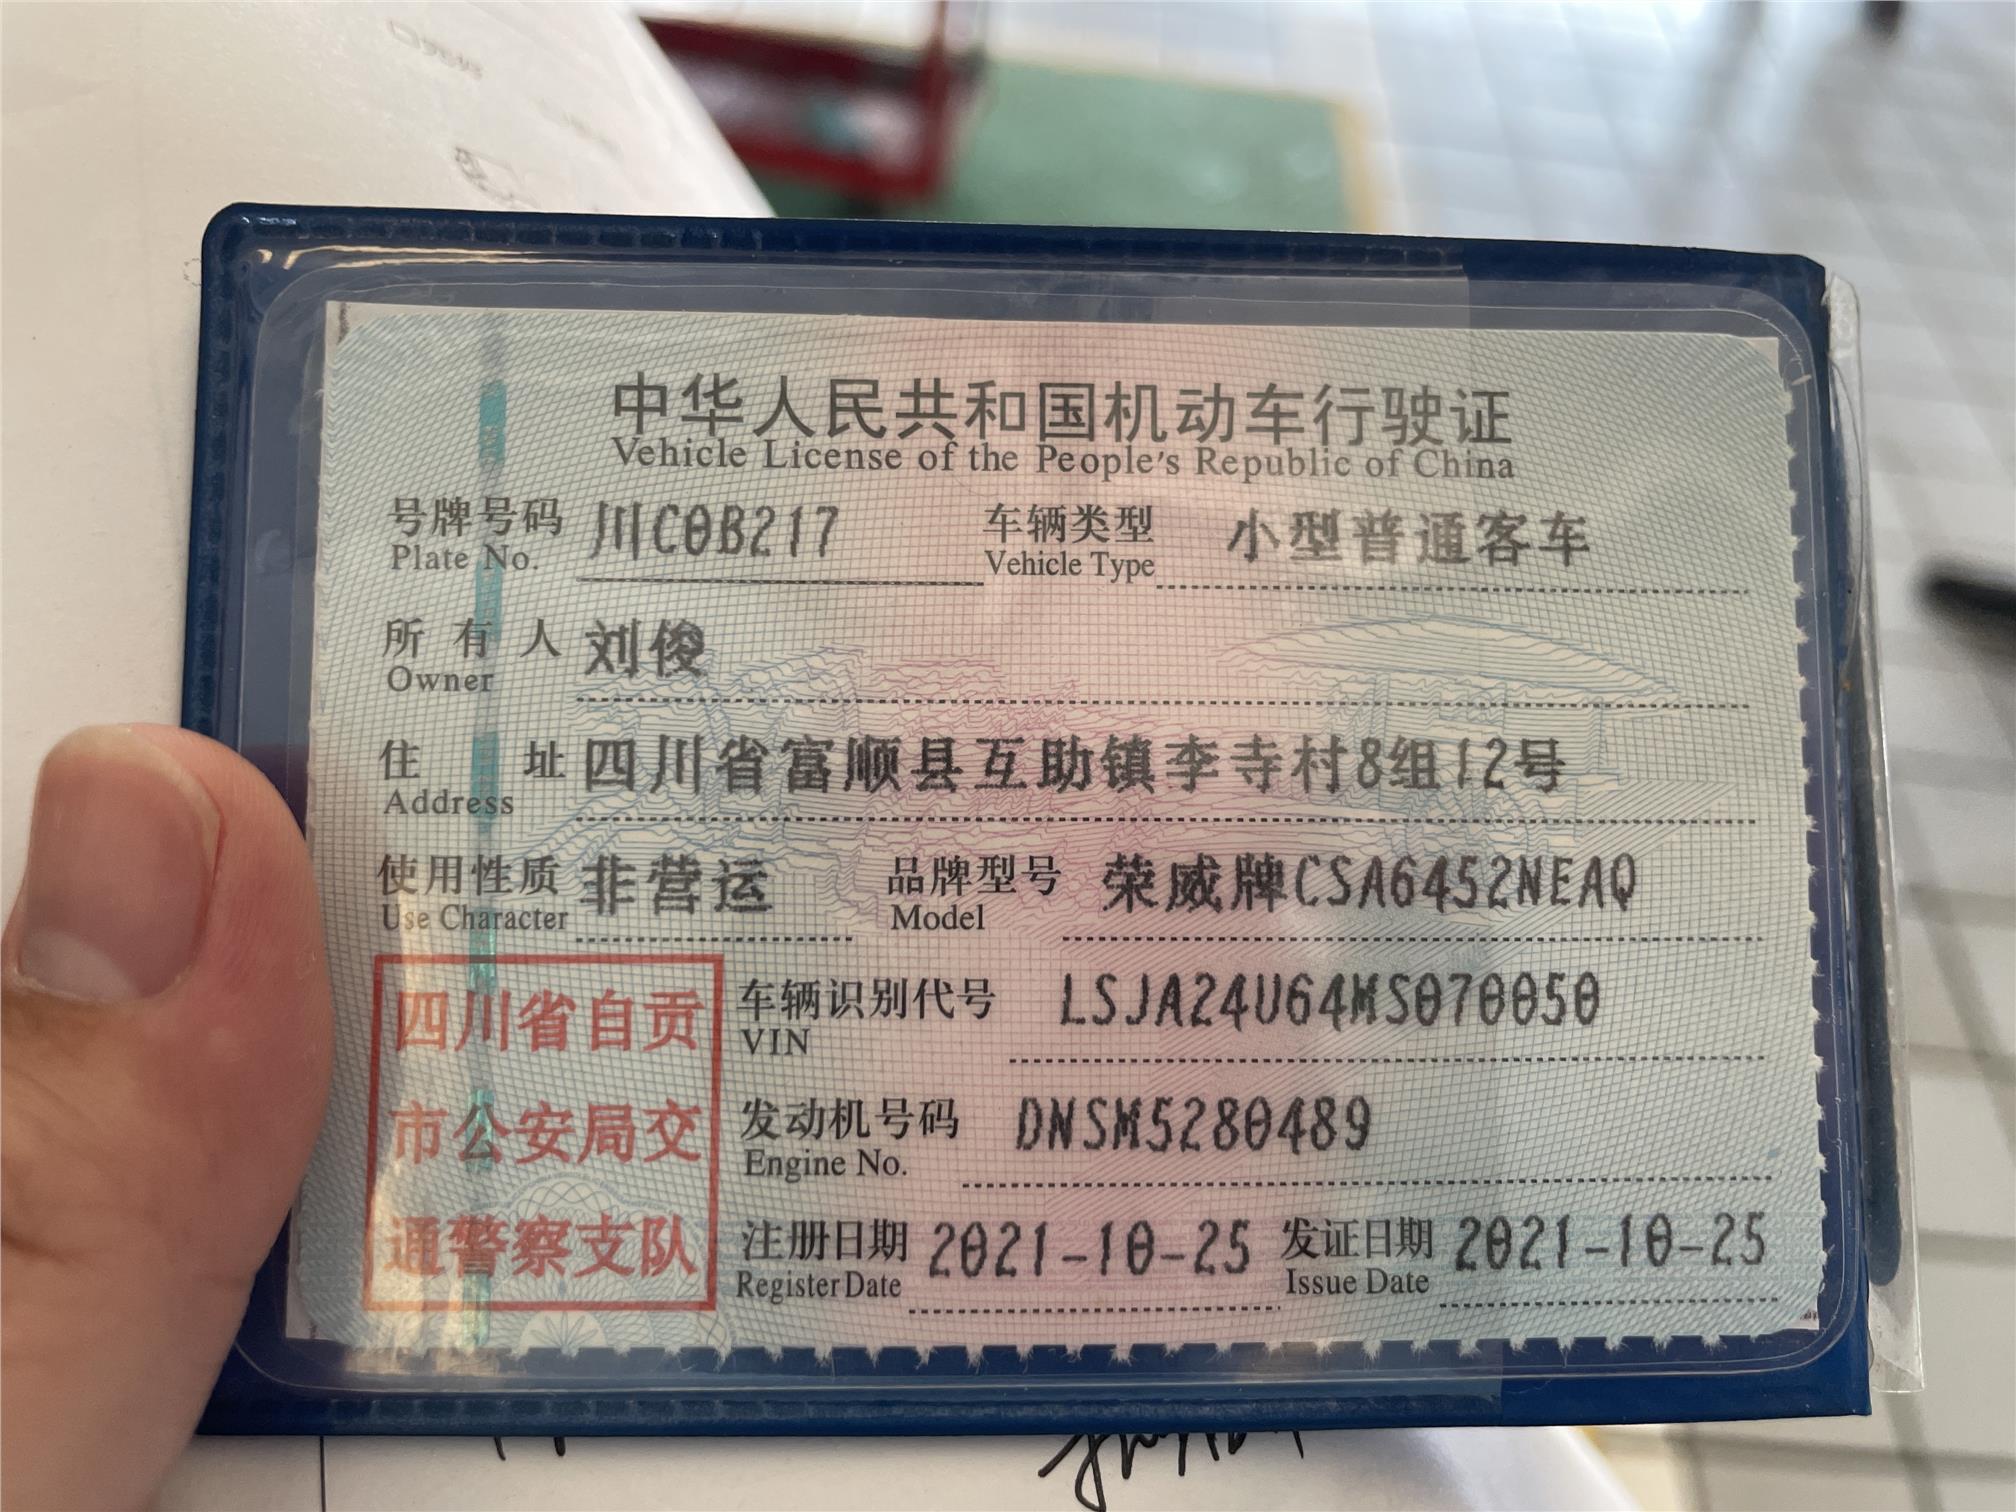 中华人民共和国机动车行驶证
Vehicle License of the People's Republic of China
号牌号码 川C0B217 车辆类型 小型普通客车
Plate No. Vehicle Type
所有人 刘俊
Owner
住址 四川省富顺县互助镇李寺村8组12号
Address
使用性质 非营运 品牌型号 荣威牌CSA6452NEAQ
Use Character Model
四川省自贡
市公安局交
通警察支队
车辆识别代号 LSJA24U64MS070050
VIN
发动机号码 DNSM5280489
Engine No.
注册日期 2021-10-25 发证日期 2021-10-25
Register Date Issue Date